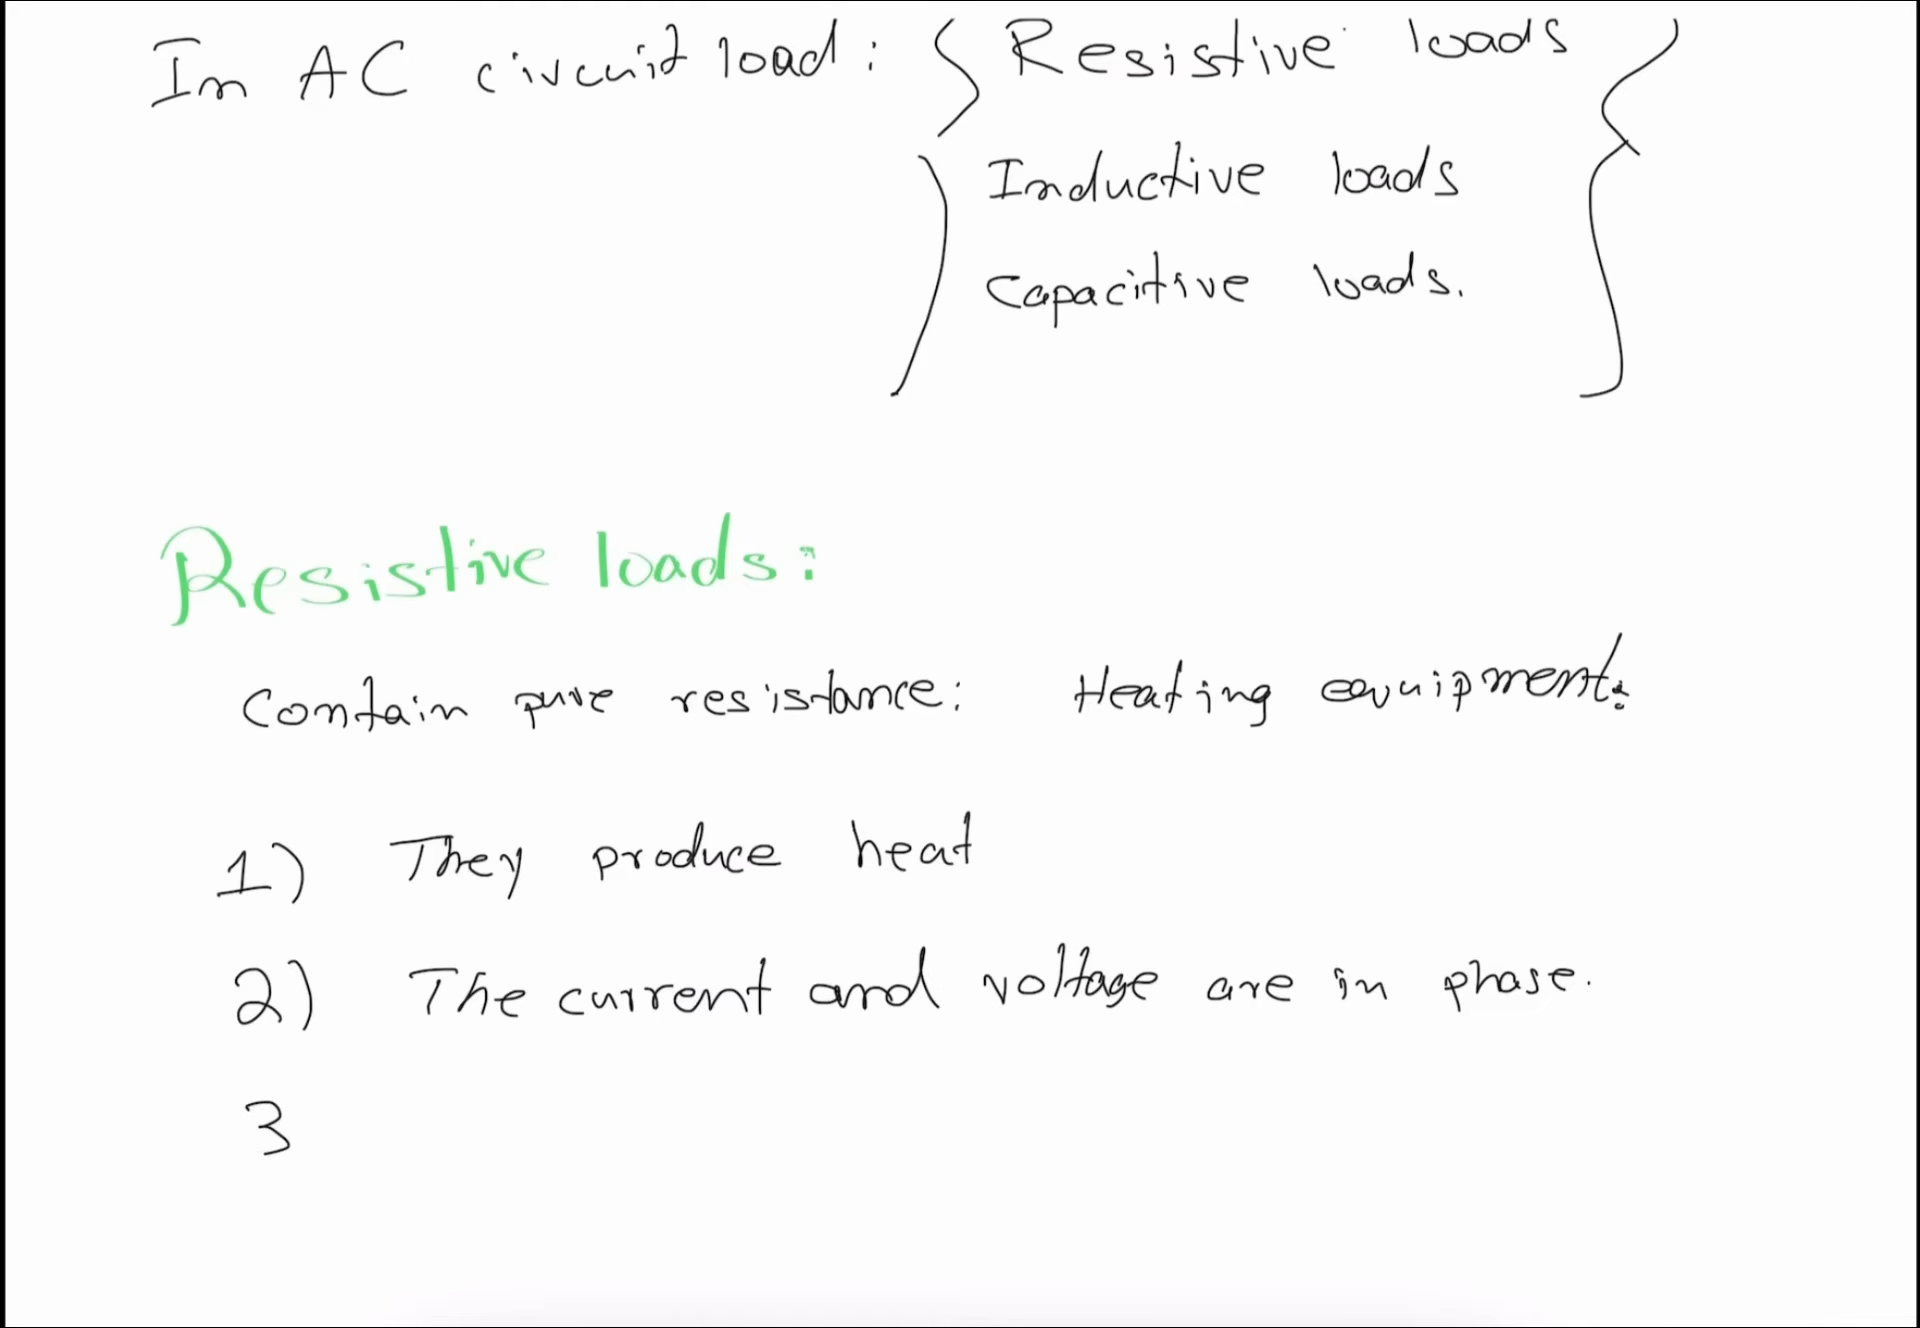 In AC circuit load: Resistive loads
Inductive loads
Capacitive loads.
Resistive loads:
Contain pure resistance: Heating equipment.
1) They produce heat
2) The current and voltage are in phase.
3